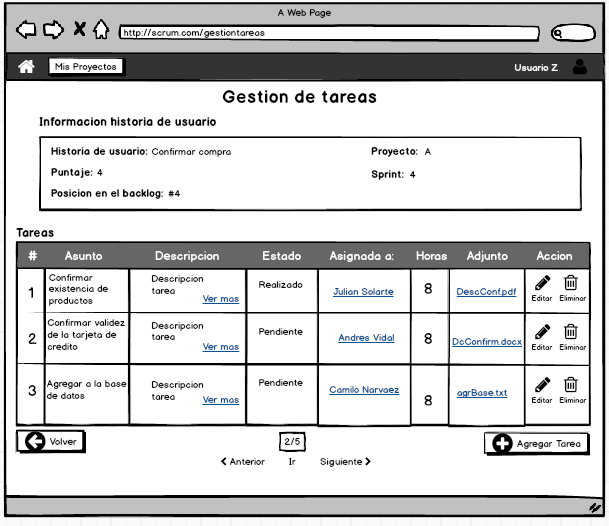 A Web Page
http://scrum.com/gestiontareas
Mis Proyectos
Usuario Z
Gestion de tareas
Informacion historia de usuario
Historia de usuario: Confirmar compra
Proyecto: A
Puntaje: 4
Sprint: 4
Posicion en el backlog: #4
Tareas
# Asunto Descripcion Estado Asignada a: Horas Adjunto Accion
1
Confirmar
existencia de
productos
Descripcion
tarea
Ver mas
Realizado
Julian Solarte
8
DescConf.pdf
Editar Eliminar
2
Confirmar validez
de la tarjeta de
credito
Descripcion
tarea
Ver mas
Pendiente
Andres Vidal
8
DcConfirm.docx
Editar Eliminar
3
Agregar a la base
de datos
Descripcion
tarea
Ver mas
Pendiente
Camilo Narvaez
8
agrBase.txt
Editar Eliminar
Volver
2/5
Agregar Tarea
Anterior Ir Siguiente